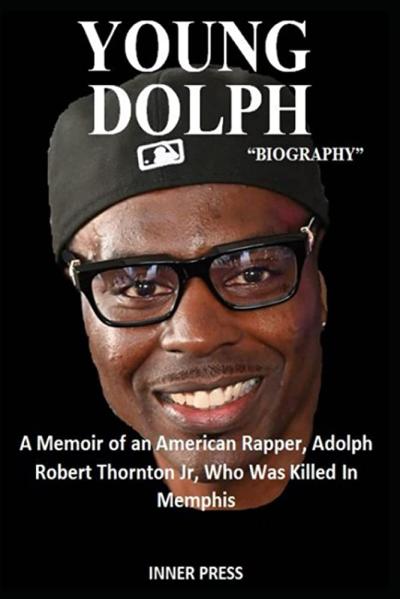 YOUNG
DOLPH
“BIOGRAPHY”
A Memoir of an American Rapper, Adolph
Robert Thornton Jr, Who Was Killed In
Memphis
INNER PRESS